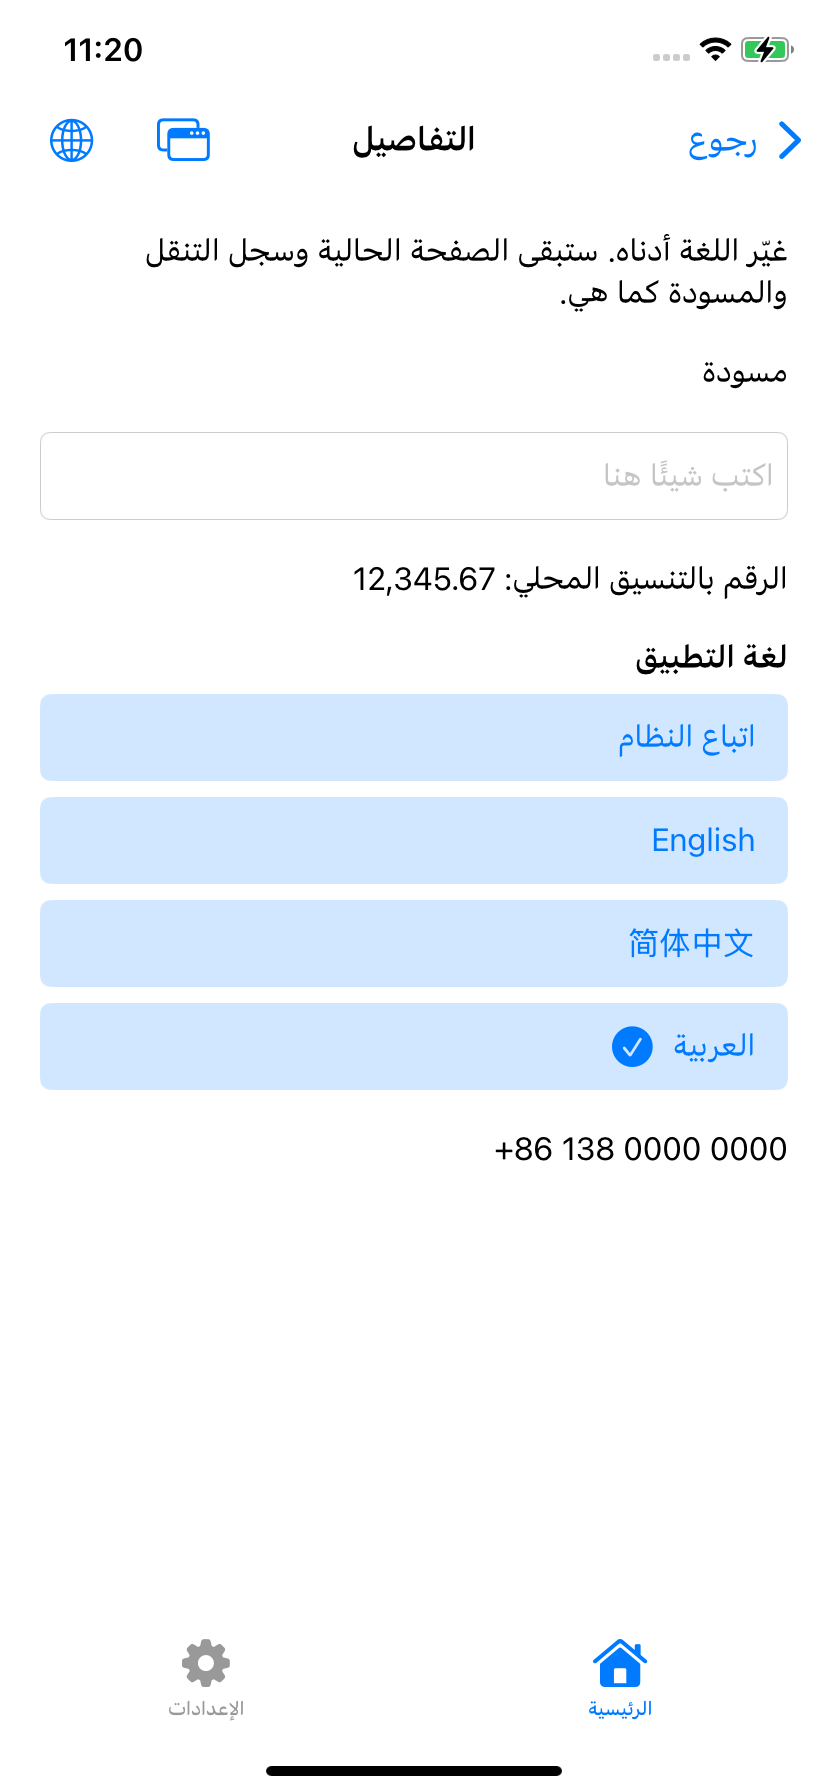 11:20
رجوع
التفاصيل
غيّر اللغة أدناه. ستبقى الصفحة الحالية وسجل التنقل
والمسودة كما هي.
مسودة
اكتب شيئًا هنا
الرقم بالتنسيق المحلي: 12,345.67
لغة التطبيق
اتباع النظام
English
简体中文
العربية
+86 138 0000 0000
الرئيسية
الإعدادات